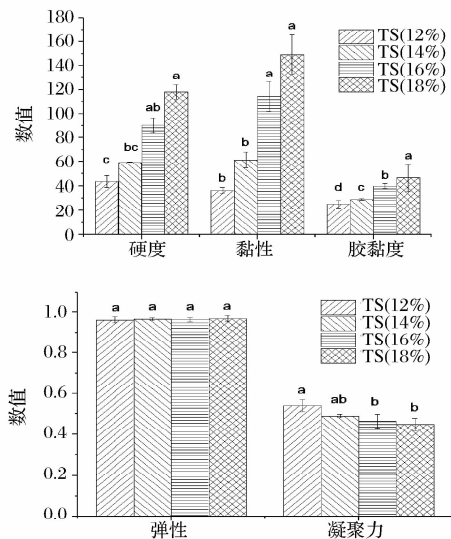 180
160
140
120
100
80
60
40
20
0
数值
TS(12%)
TS(14%)
TS(16%)
TS(18%)
c bc ab a
b b a a
d c b a
硬度 黏性 胶黏度
1.0
0.8
0.6
0.4
0.2
0.0
数值
TS(12%)
TS(14%)
TS(16%)
TS(18%)
a a a a
a ab b b
弹性 凝聚力